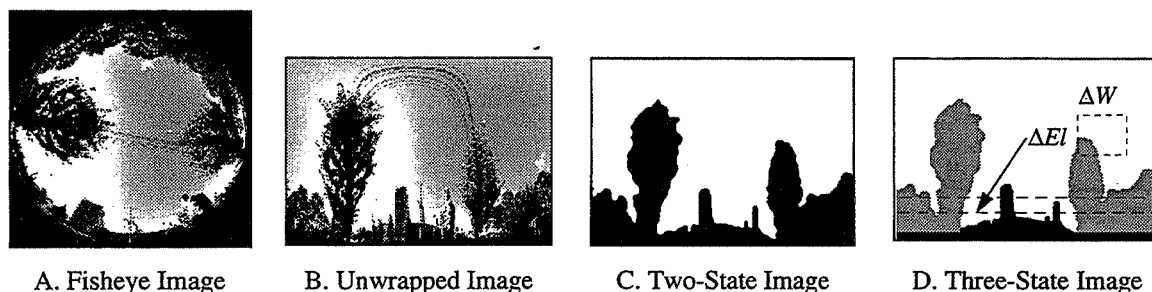 ΔW
ΔEl
A. Fisheye Image
B. Unwrapped Image
C. Two-State Image
D. Three-State Image